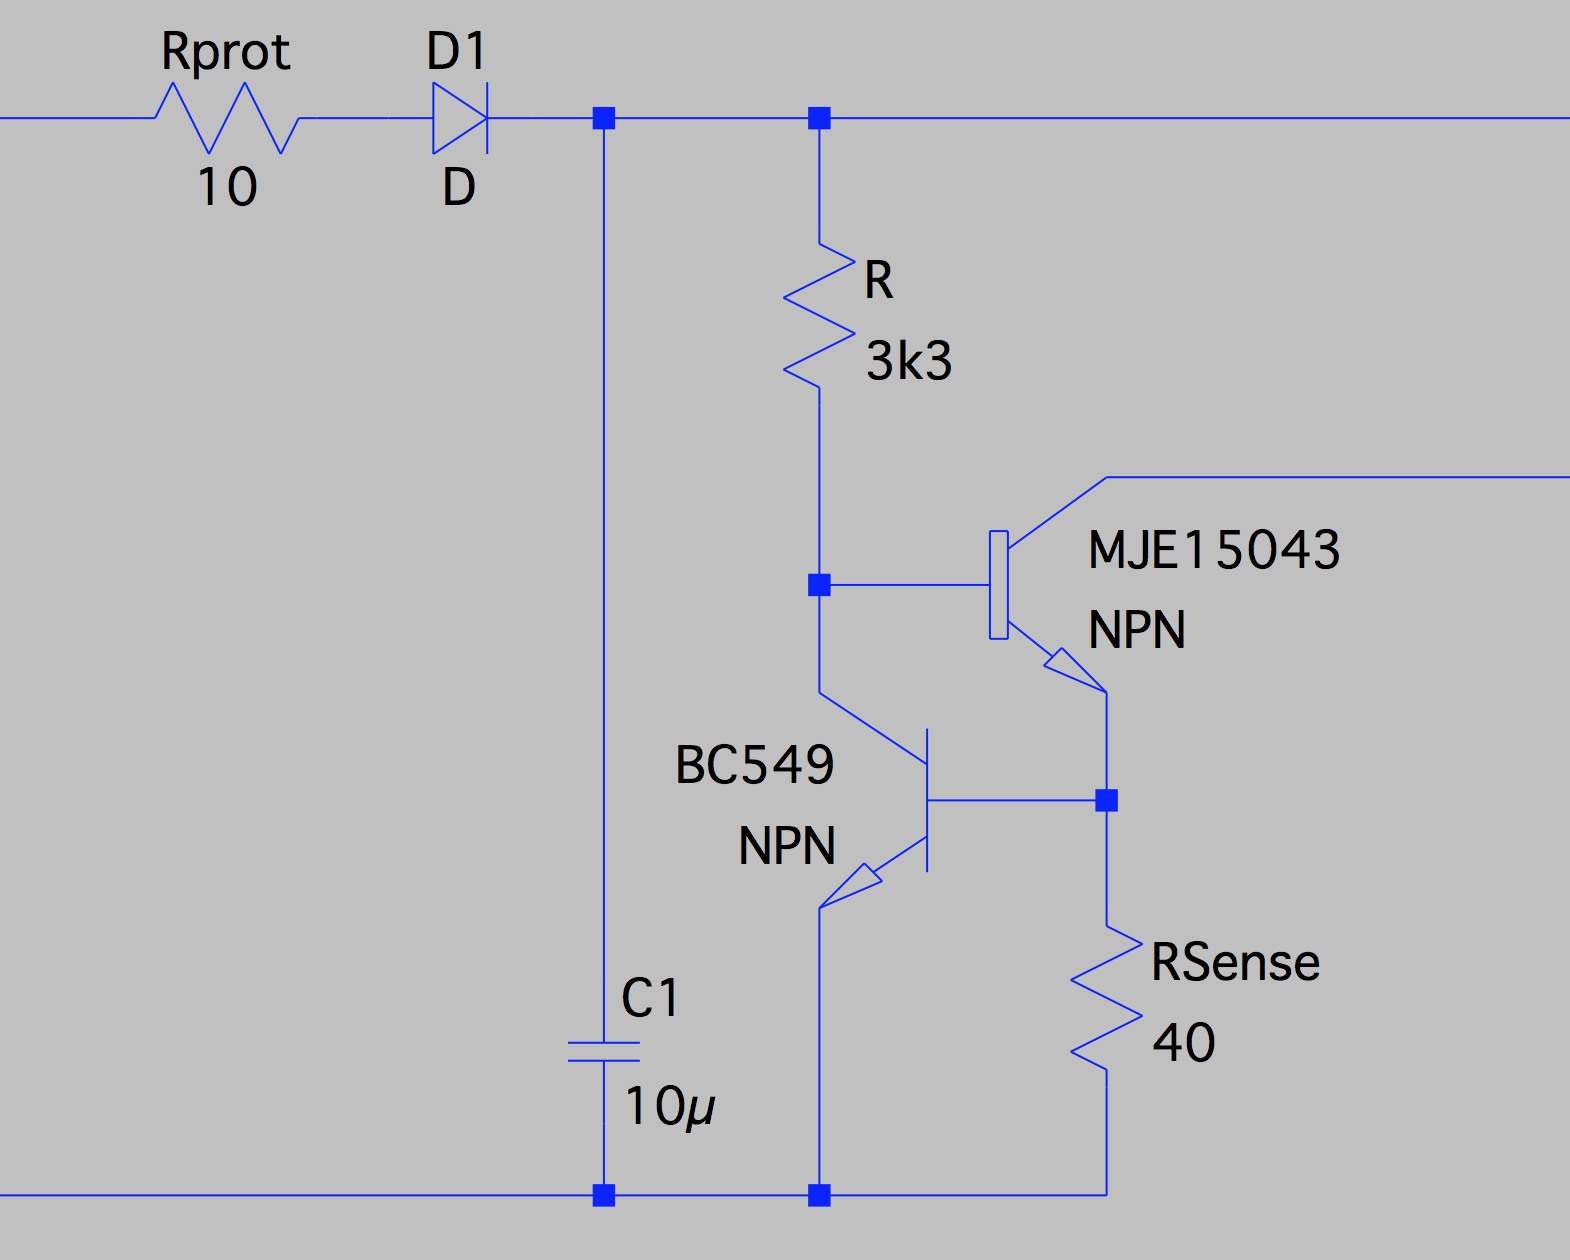 Rprot
10
D1
D
R
3k3
MJE15043
NPN
BC549
NPN
RSense
40
C1
10µ